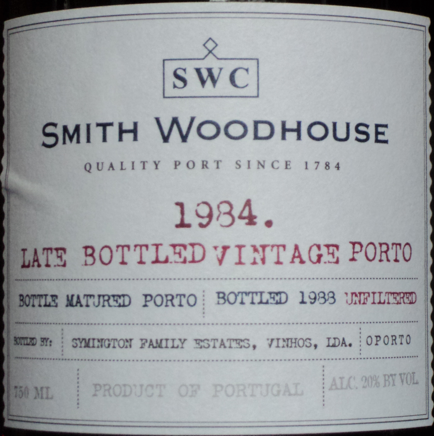 SWC
SMITH WOODHOUSE
QUALITY PORT SINCE 1784
1984.
LATE BOTTLED VINTAGE PORTO
BOTTLE MATURED PORTO BOTTLED 1988 UNFILTERED
BOTTLED BY: SYMINGTON FAMILY ESTATES, VINHOS, LDA. OPORTO
750 ML PRODUCT OF PORTUGAL ALC. 20% BY VOL